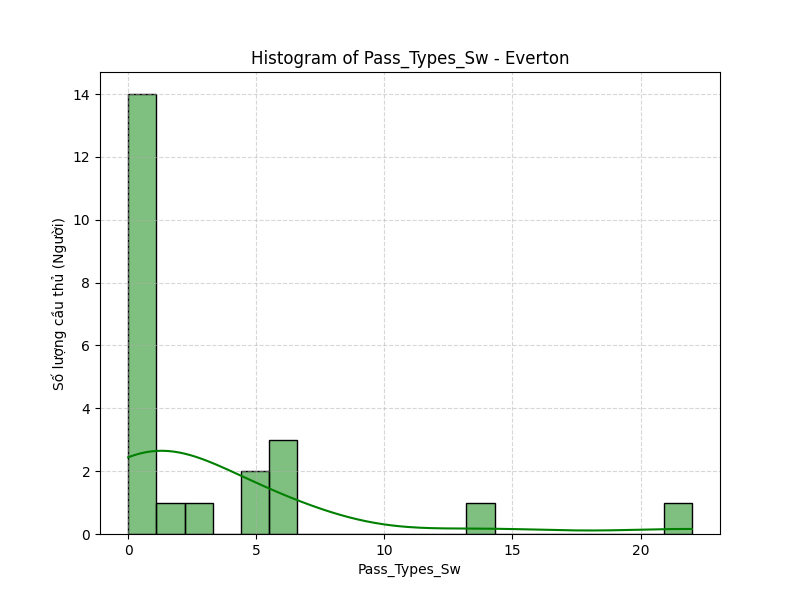 Histogram of Pass_Types_Sw - Everton
14
12
10
8
6
4
2
0
Số lượng cầu thủ (Người)
0 5 10 15 20
Pass_Types_Sw